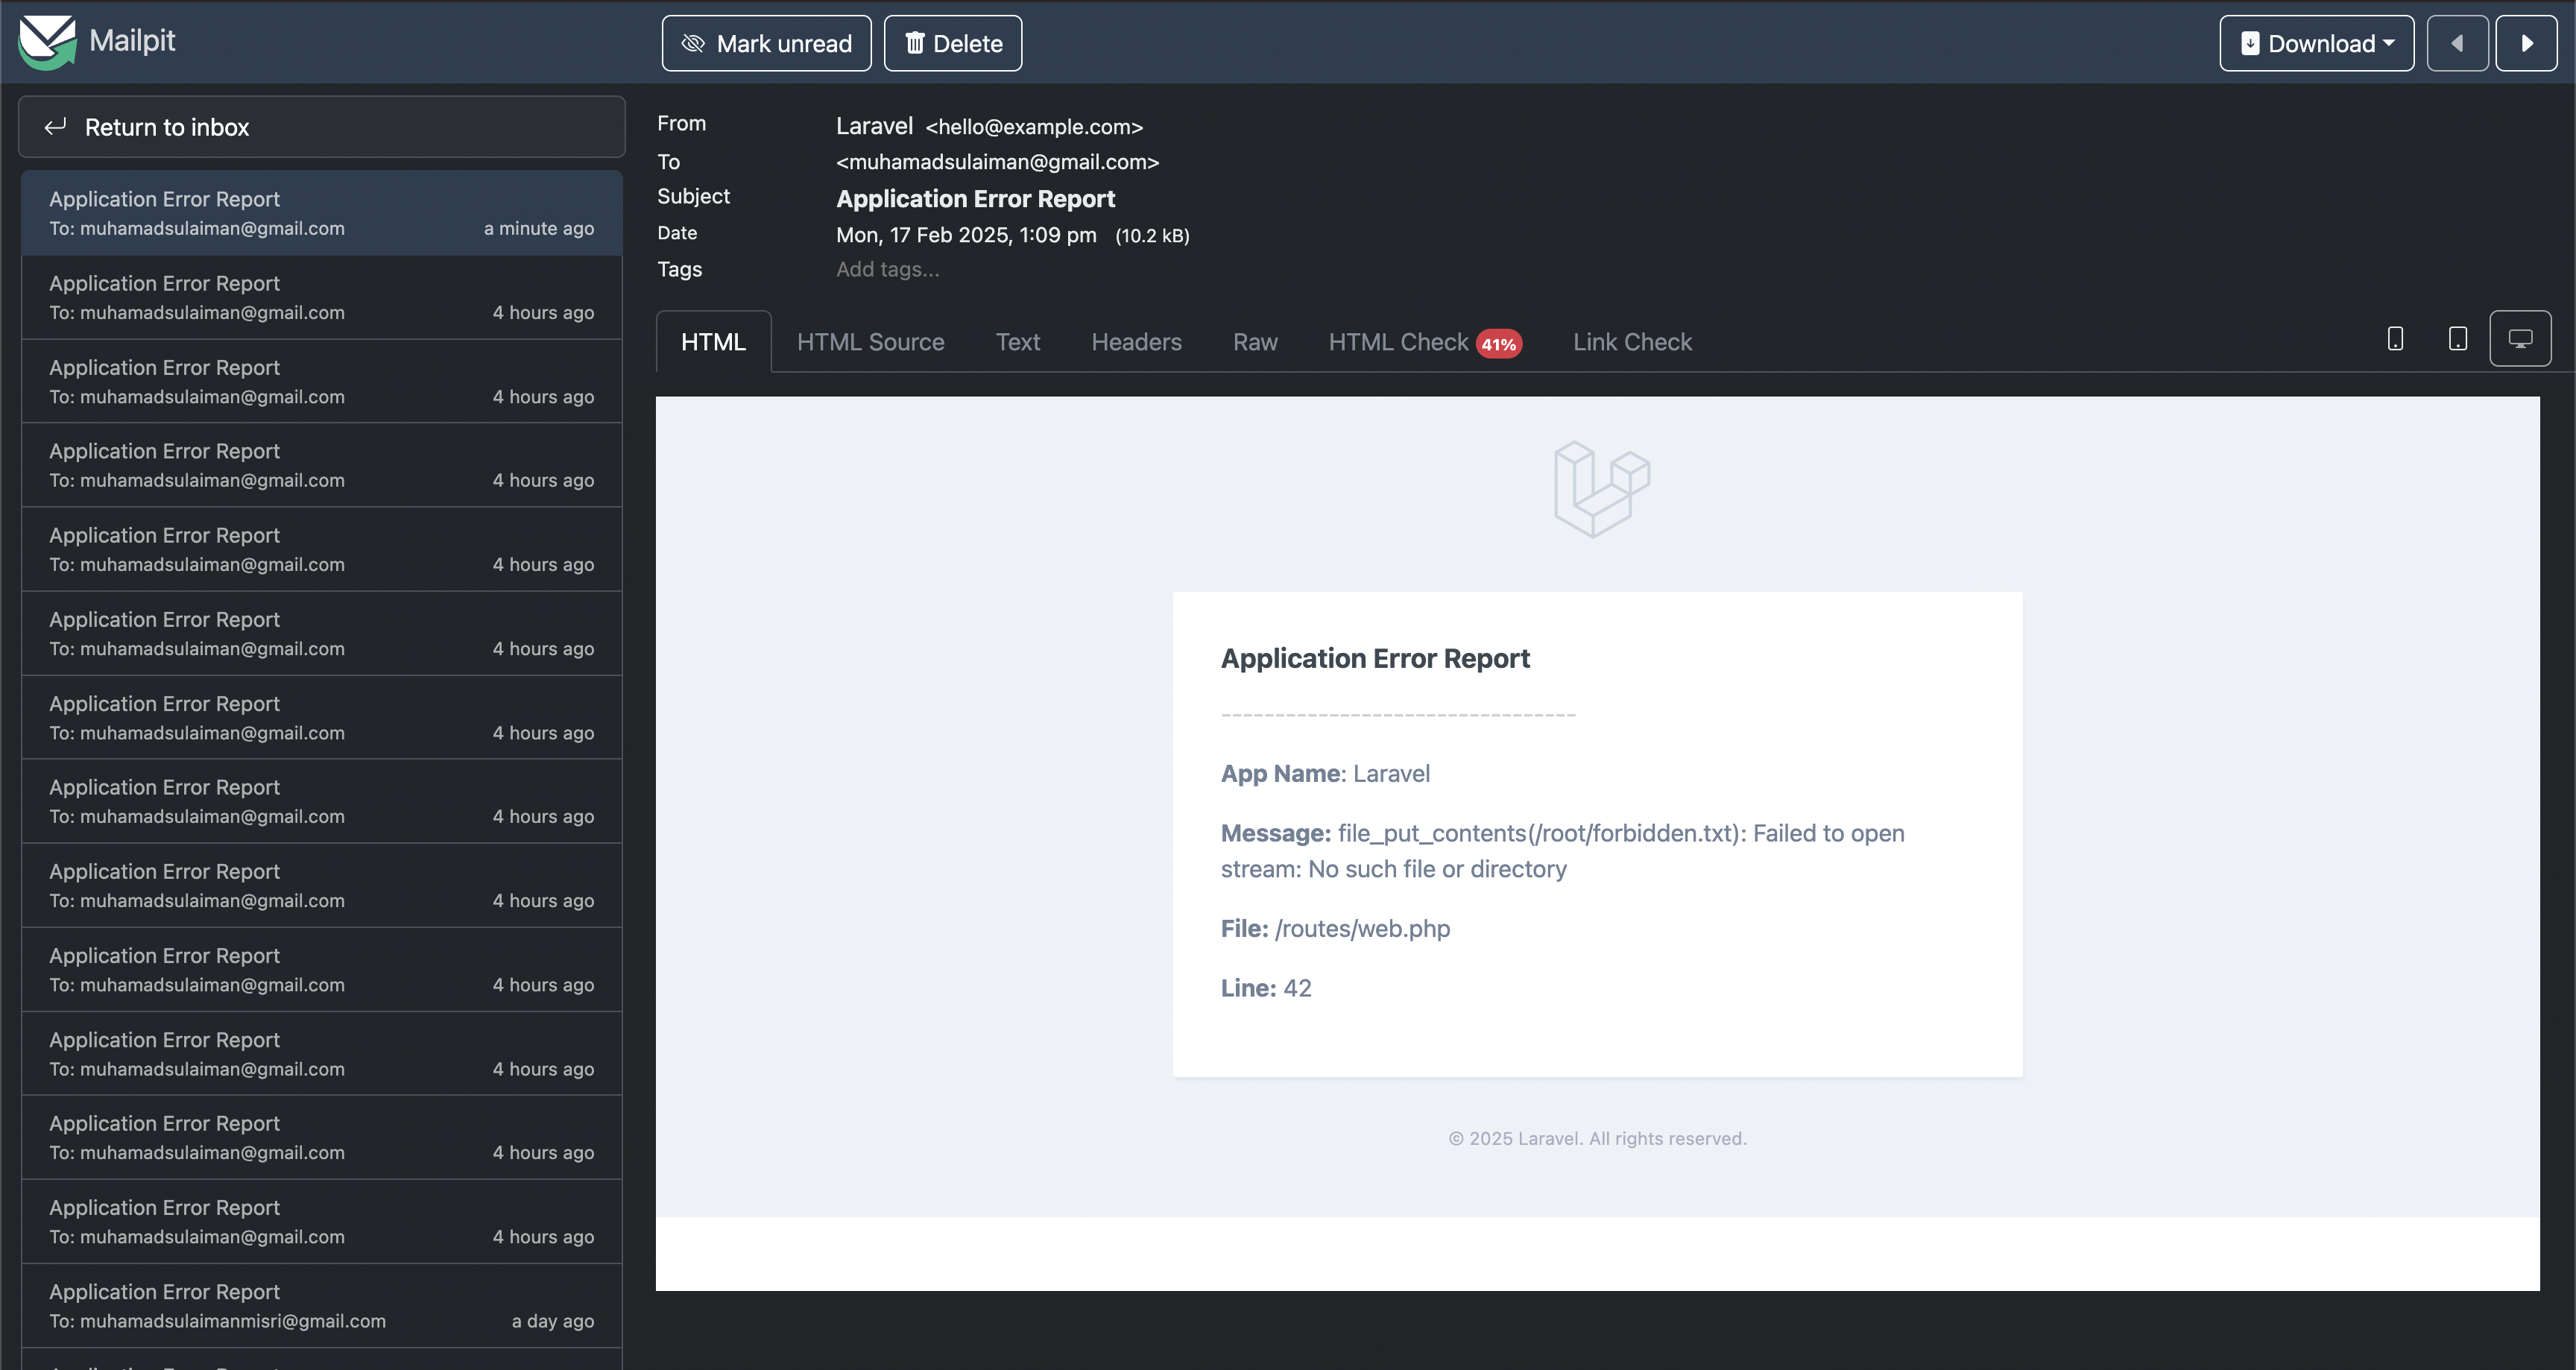 Mailpit
Mark unread
Delete
Download
Return to inbox
Application Error Report
To: muhamadsulaiman@gmail.com a minute ago
Application Error Report
To: muhamadsulaiman@gmail.com 4 hours ago
Application Error Report
To: muhamadsulaiman@gmail.com 4 hours ago
Application Error Report
To: muhamadsulaiman@gmail.com 4 hours ago
Application Error Report
To: muhamadsulaiman@gmail.com 4 hours ago
Application Error Report
To: muhamadsulaiman@gmail.com 4 hours ago
Application Error Report
To: muhamadsulaiman@gmail.com 4 hours ago
Application Error Report
To: muhamadsulaiman@gmail.com 4 hours ago
Application Error Report
To: muhamadsulaiman@gmail.com 4 hours ago
Application Error Report
To: muhamadsulaiman@gmail.com 4 hours ago
Application Error Report
To: muhamadsulaiman@gmail.com 4 hours ago
Application Error Report
To: muhamadsulaiman@gmail.com 4 hours ago
Application Error Report
To: muhamadsulaiman@gmail.com 4 hours ago
Application Error Report
To: muhamadsulaimanmisri@gmail.com a day ago
From Laravel <hello@example.com>
To <muhamadsulaiman@gmail.com>
Subject Application Error Report
Date Mon, 17 Feb 2025, 1:09 pm (10.2 kB)
Tags Add tags...
HTML HTML Source Text Headers Raw HTML Check 41% Link Check
Application Error Report
---------------------------------
App Name: Laravel
Message: file_put_contents(/root/forbidden.txt): Failed to open
stream: No such file or directory
File: /routes/web.php
Line: 42
© 2025 Laravel. All rights reserved.